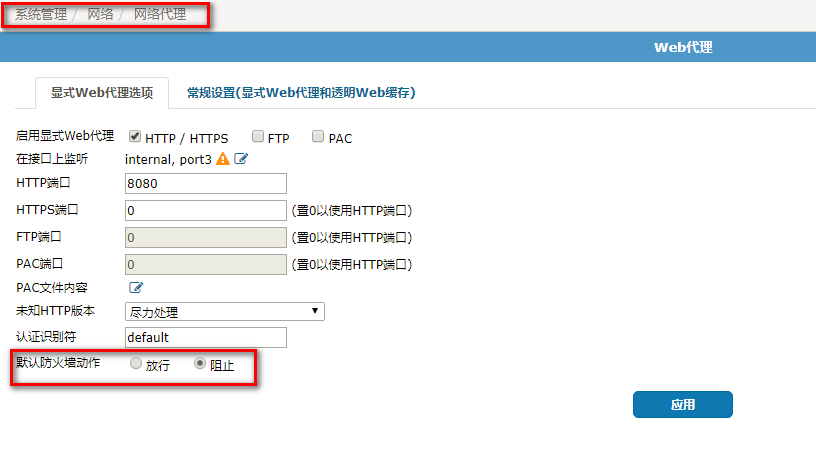 系统管理 / 网络 / 网络代理
Web代理
显式Web代理选项 常规设置(显式Web代理和透明Web缓存)
启用显式Web代理 HTTP / HTTPS FTP PAC
在接口上监听 internal, port3
HTTP端口 8080
HTTPS端口 0 (置0以使用HTTP端口)
FTP端口 0 (置0以使用HTTP端口)
PAC端口 0 (置0以使用HTTP端口)
PAC文件内容
未知HTTP版本 尽力处理
认证识别符 default
默认防火墙动作 放行 阻止
应用